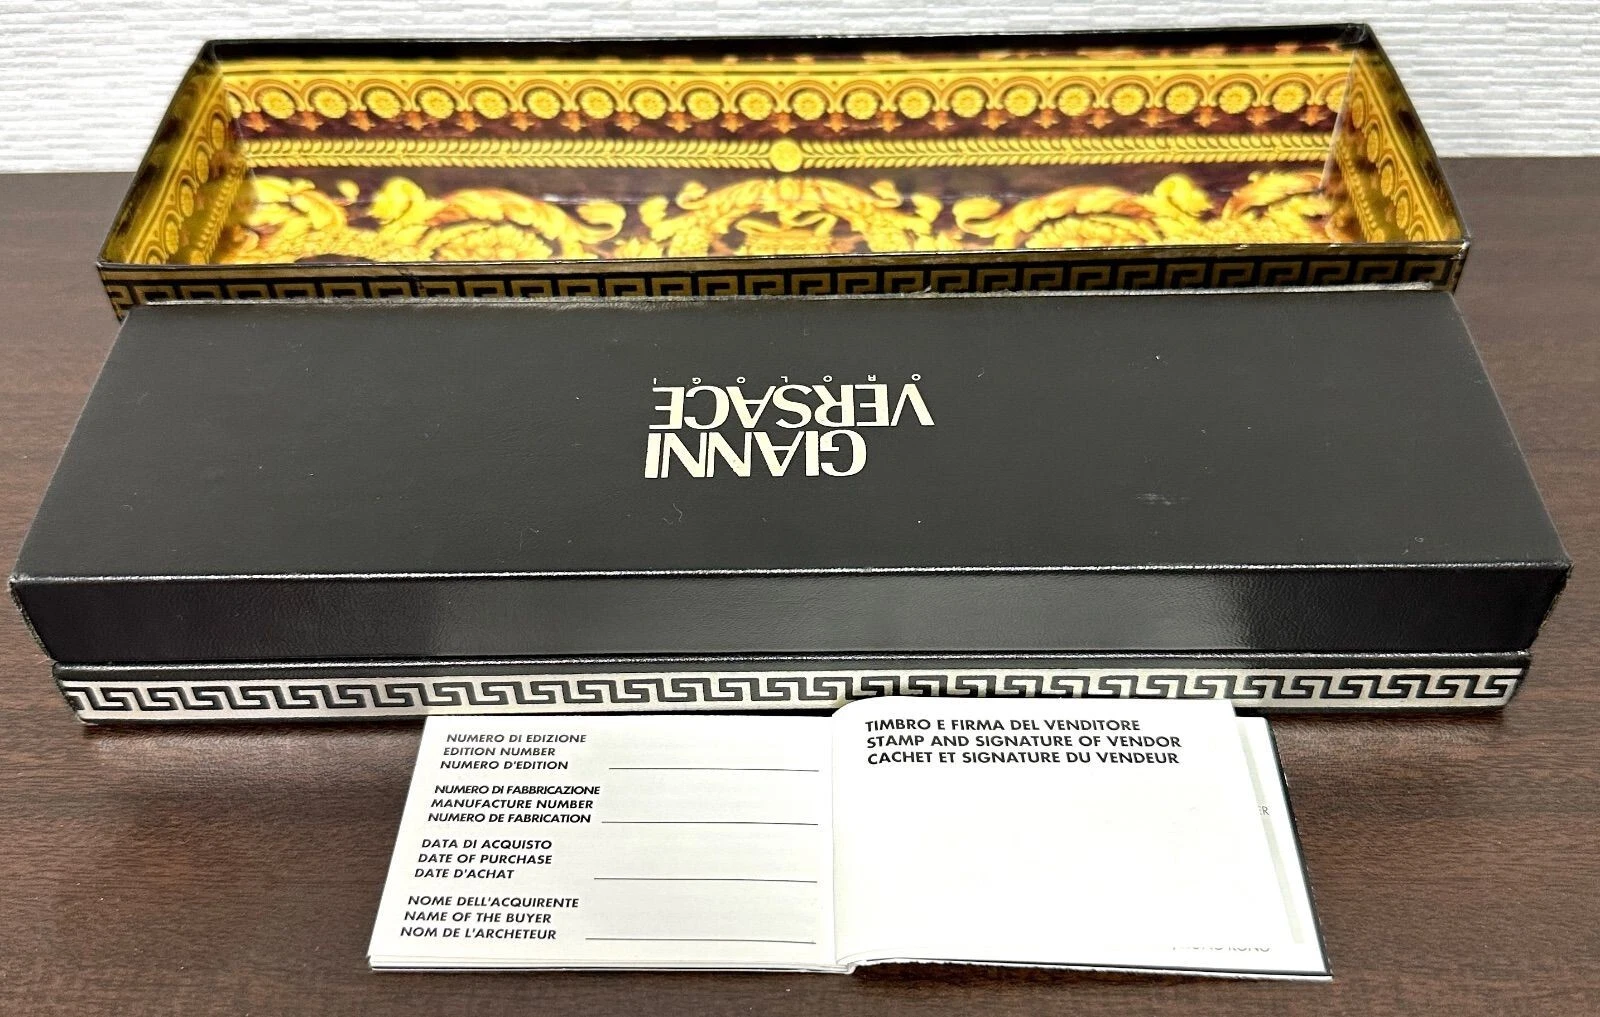 GIANNI
VERSACE
OROLOGI
NUMERO DI EDIZIONE
EDITION NUMBER
NUMERO D'EDITION
NUMERO DI FABBRICAZIONE
MANUFACTURE NUMBER
NUMERO DE FABRICATION
DATA DI ACQUISTO
DATE OF PURCHASE
DATE D'ACHAT
NOME DELL'ACQUIRENTE
NAME OF THE BUYER
NOM DE L'ARCHETEUR
TIMBRO E FIRMA DEL VENDITORE
STAMP AND SIGNATURE OF VENDOR
CACHET ET SIGNATURE DU VENDEUR